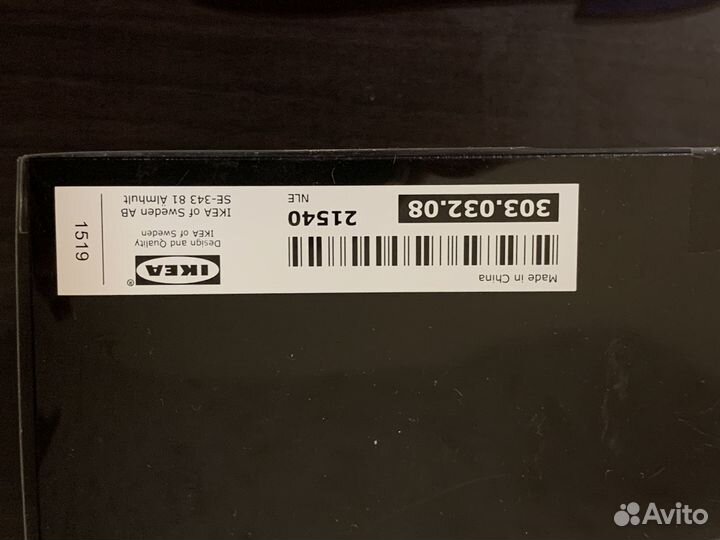 Made in China
303.032.08
21540
NLE
IKEA®
Design and Quality
IKEA of Sweden
IKEA of Sweden AB
SE-343 81 Älmhult
1519
Avito